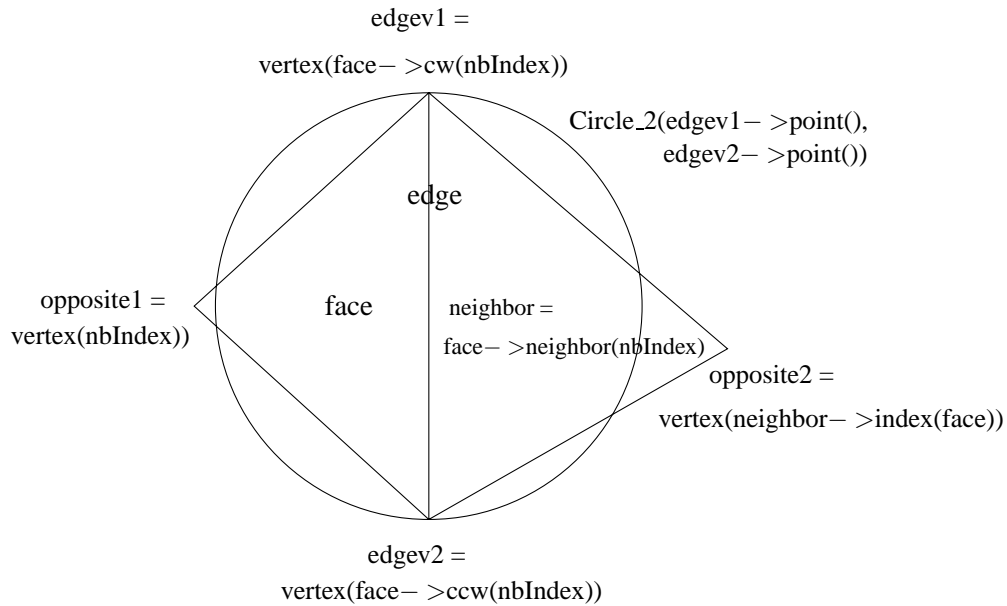 edgev1 =
vertex(face− >cw(nbIndex))
Circle_2(edgev1− >point(),
edgev2− >point())
edge
opposite1 =
vertex(nbIndex))
face
neighbor =
face− >neighbor(nbIndex)
opposite2 =
vertex(neighbor− >index(face))
edgev2 =
vertex(face− >ccw(nbIndex))